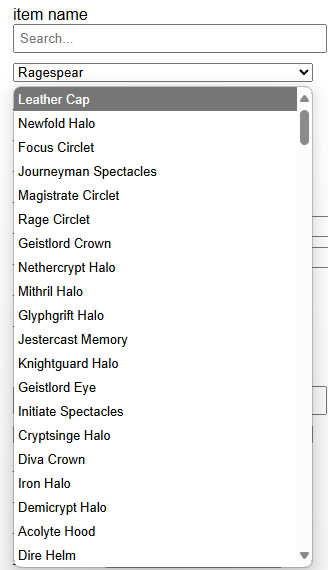 item name
Search...
Ragespear
Leather Cap
Newfold Halo
Focus Circlet
Journeyman Spectacles
Magistrate Circlet
Rage Circlet
Geistlord Crown
Nethercrypt Halo
Mithril Halo
Glyphgrift Halo
Jestercast Memory
Knightguard Halo
Geistlord Eye
Initiate Spectacles
Cryptsinge Halo
Diva Crown
Iron Halo
Demicrypt Halo
Acolyte Hood
Dire Helm